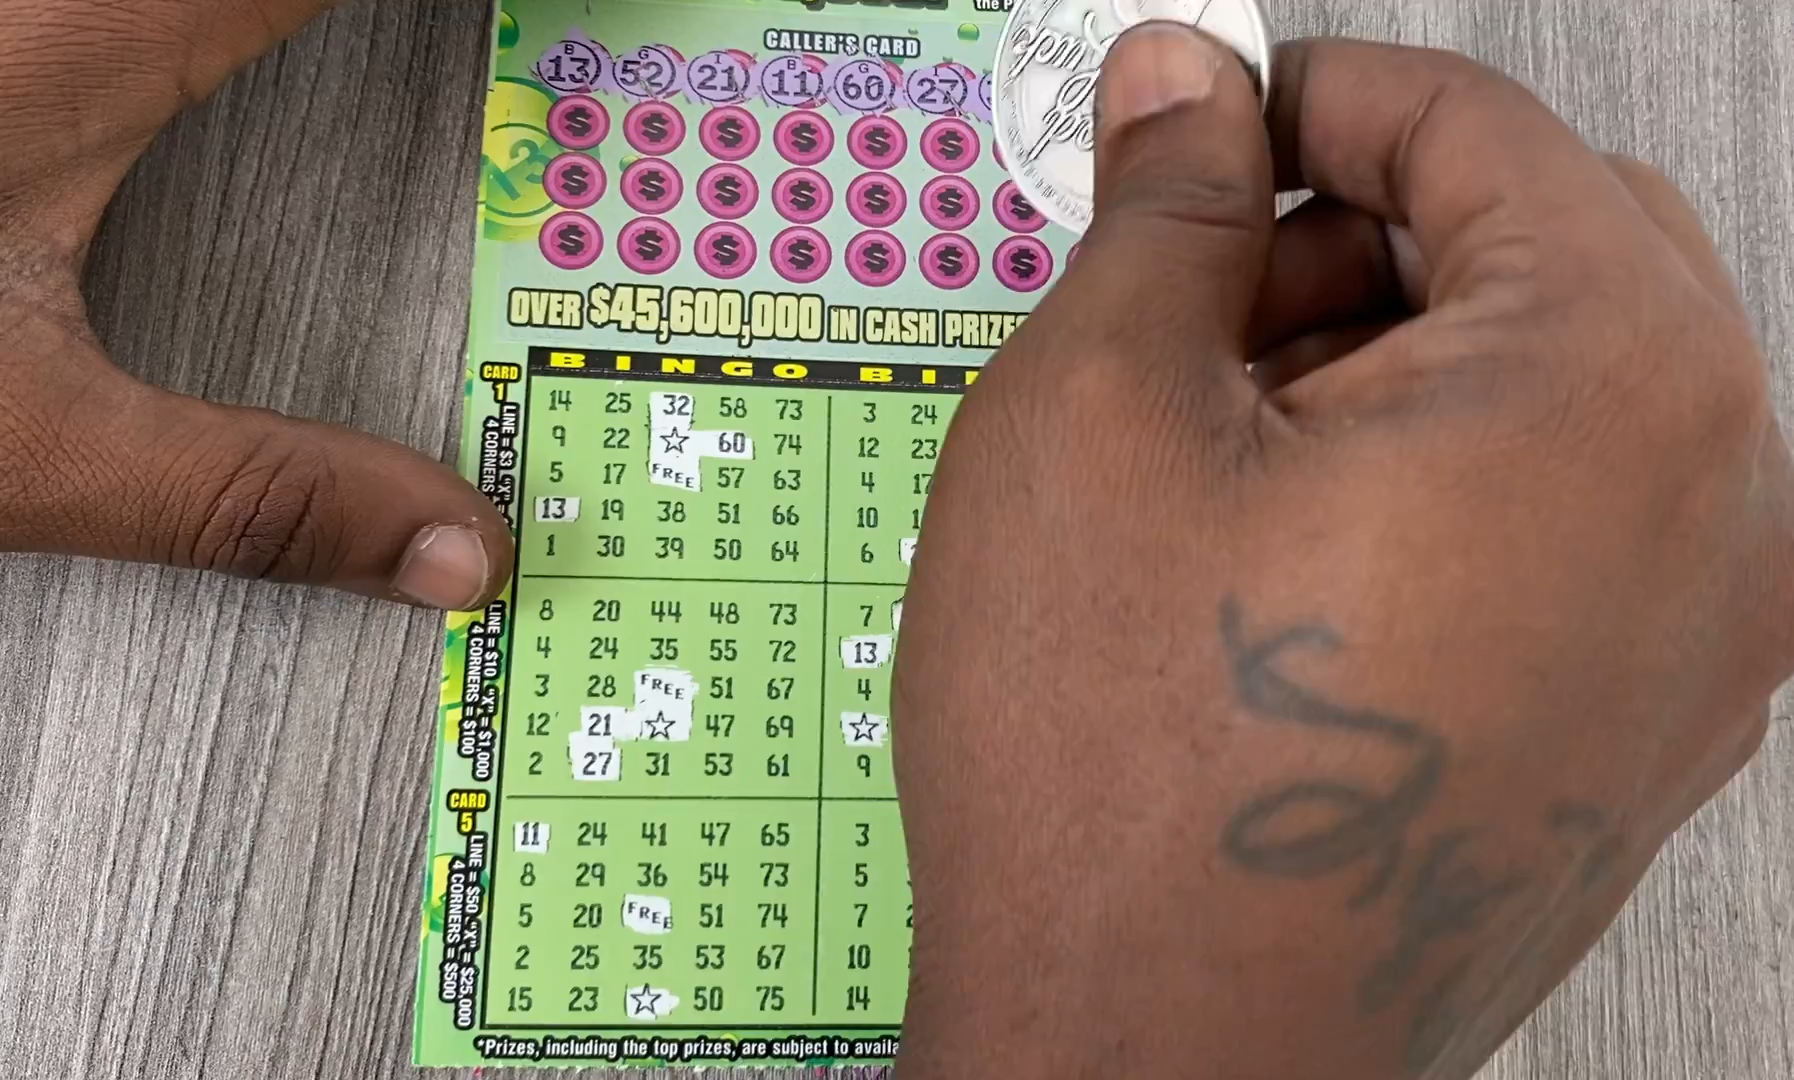 the P
CALLER'S CARD
B G I B G I
13 52 21 11 60 27
$ $ $ $ $ $
$ $ $ $ $ $ $
$ $ $ $ $ $ $
OVER $45,600,000 IN CASH PRIZE
B I N G O B I
CARD 1
LINE = $3 "X" =
4 CORNERS
14 25 32 58 73 3 24
9 22 ☆ 60 74 12 23
5 17 FREE 57 63 4 17
13 19 38 51 66 10 1
1 30 39 50 64 6
LINE = $10 "X" = $1,000
4 CORNERS = $100
8 20 44 48 73 7
4 24 35 55 72 13
3 28 FREE 51 67 4
12 21 ☆ 47 69 ☆
2 27 31 53 61 9
CARD 5
LINE = $50 "X" = $25,000
4 CORNERS = $500
11 24 41 47 65 3
8 29 36 54 73 5
5 20 FREE 51 74 7 2
2 25 35 53 67 10
15 23 ☆ 50 75 14
*Prizes, including the top prizes, are subject to availa